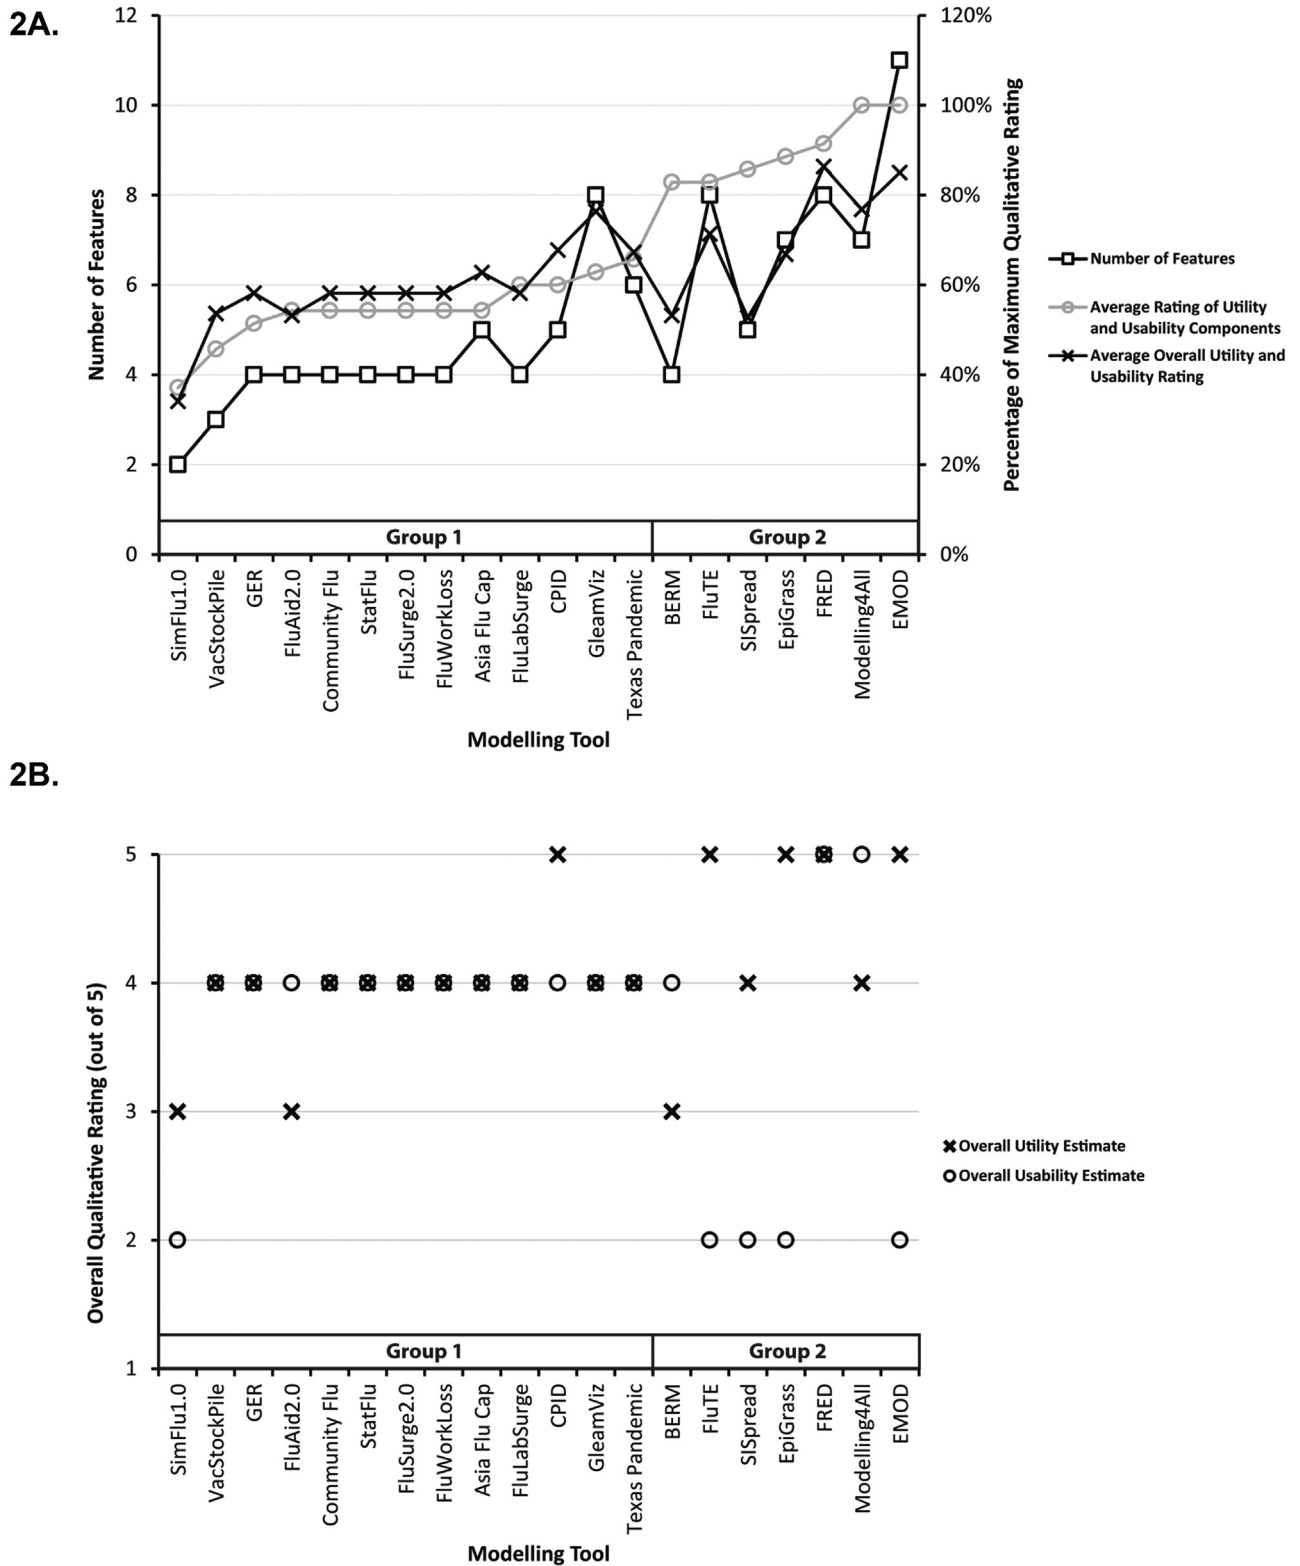 2A.
12
10
8
6
4
2
0
Number of Features
120%
100%
80%
60%
40%
20%
0%
Percentage of Maximum Qualitative Rating
Number of Features
Average Rating of Utility
and Usability Components
Average Overall Utility and
Usability Rating
Group 1
Group 2
SimFlu1.0
VacStockPile
GER
FluAid2.0
Community Flu
StatFlu
FluSurge2.0
FluWorkLoss
Asia Flu Cap
FluLabSurge
CPID
GleamViz
Texas Pandemic
BERM
FluTE
SISpread
EpiGrass
FRED
Modelling4All
EMOD
Modelling Tool
2B.
5
4
3
2
1
Overall Qualitative Rating (out of 5)
Overall Utility Estimate
Overall Usability Estimate
Group 1
Group 2
SimFlu1.0
VacStockPile
GER
FluAid2.0
Community Flu
StatFlu
FluSurge2.0
FluWorkLoss
Asia Flu Cap
FluLabSurge
CPID
GleamViz
Texas Pandemic
BERM
FluTE
SISpread
EpiGrass
FRED
Modelling4All
EMOD
Modelling Tool